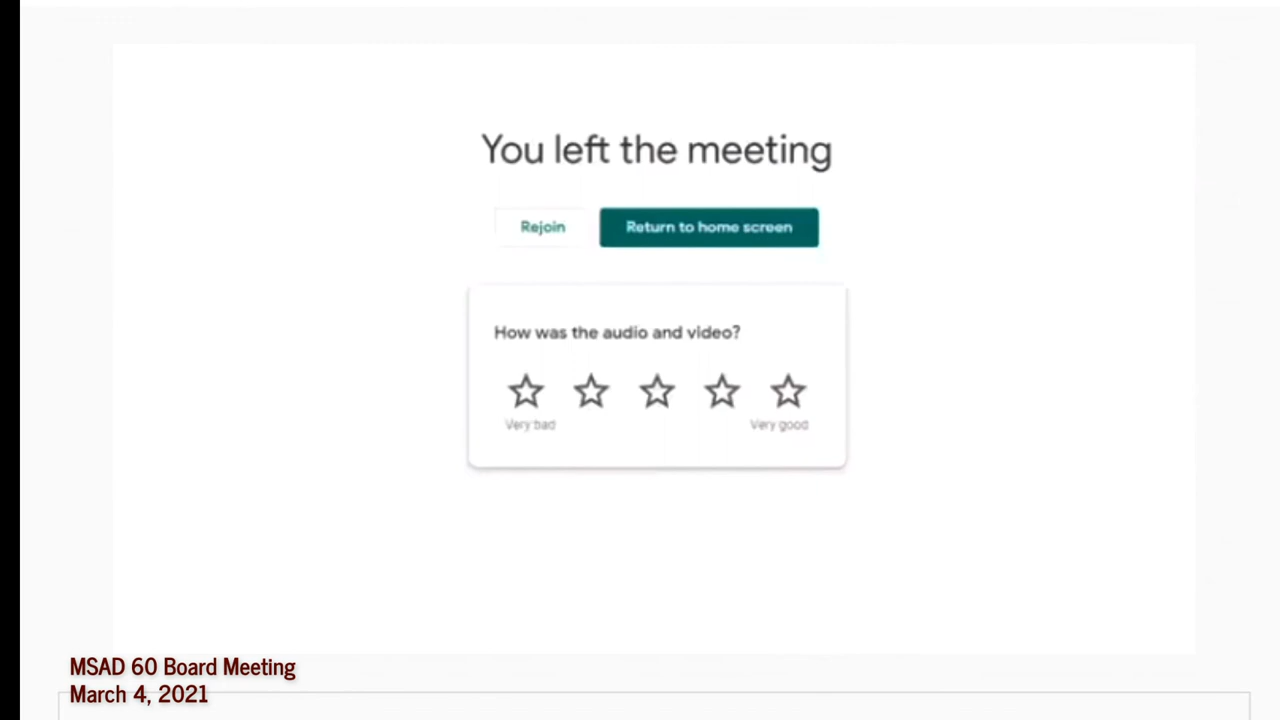 You left the meeting
Rejoin
Return to home screen
How was the audio and video?
Very bad
Very good
MSAD 60 Board Meeting
March 4, 2021